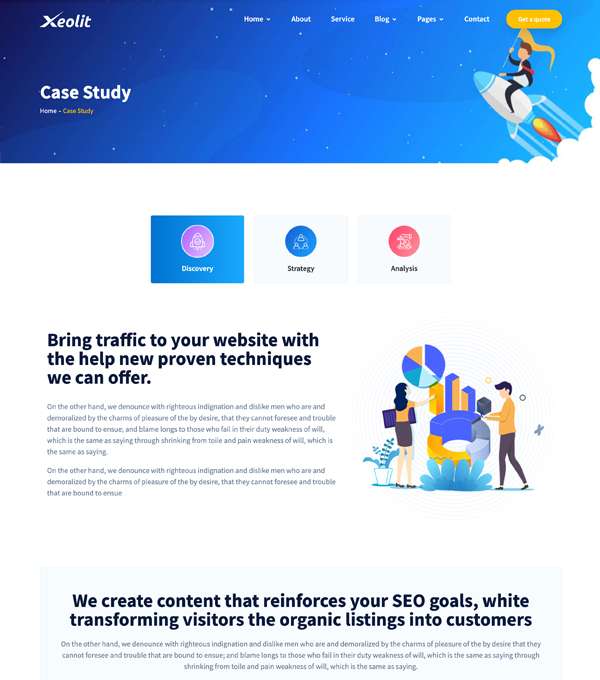 Xeolit
Home About Service Blog Pages Contact Get a quote
Case Study
Home – Case Study
Discovery Strategy Analysis
Bring traffic to your website with
the help new proven techniques
we can offer.
On the other hand, we denounce with righteous indignation and dislike men who are and
demoralized by the charms of pleasure of the by desire, that they cannot foresee and trouble
that are bound to ensue; and blame longs to those who fail in their duty weakness of will,
which is the same as saying through shrinking from toile and pain weakness of will, which is
the same as saying.
On the other hand, we denounce with righteous indignation and dislike men who are and
demoralized by the charms of pleasure of the by desire, that they cannot foresee and trouble
that are bound to ensue
We create content that reinforces your SEO goals, white
transforming visitors the organic listings into customers
On the other hand, we denounce with righteous indignation and dislike men who are and demoralized by the charms of pleasure of the by desire that they
cannot foresee and trouble that are bound to ensue; and blame longs to those who fail in their duty weakness of will, which is the same as saying through
shrinking from toile and pain weakness of will, which is the same as saying.